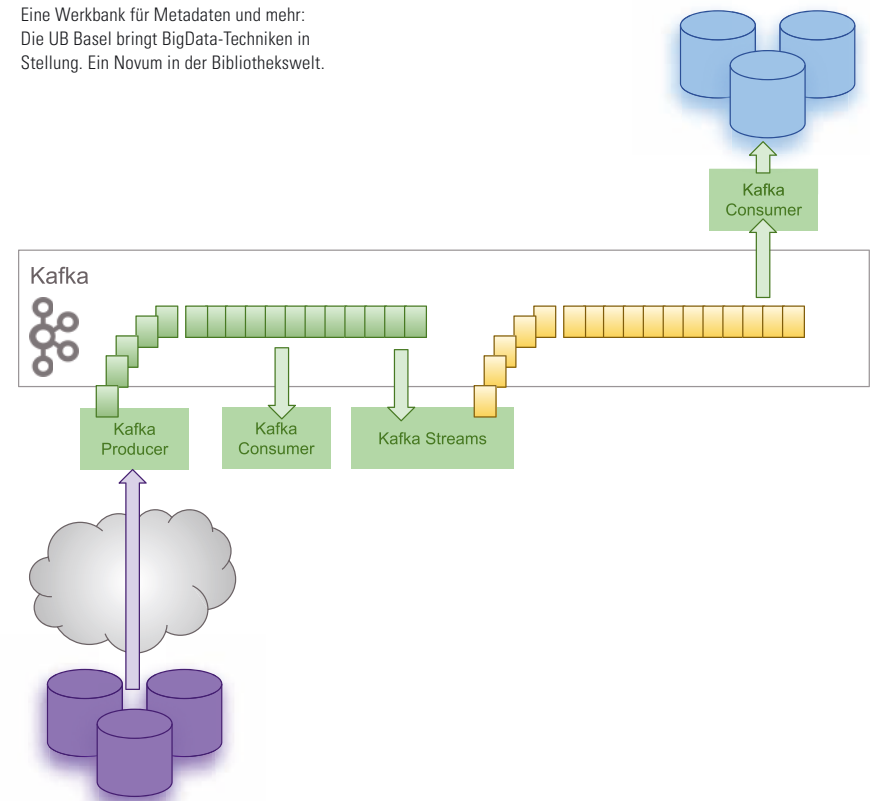 Eine Werkbank für Metadaten und mehr:
Die UB Basel bringt BigData-Techniken in
Stellung. Ein Novum in der Bibliothekswelt.
Kafka
Consumer
Kafka
Kafka
Producer
Kafka
Consumer
Kafka Streams